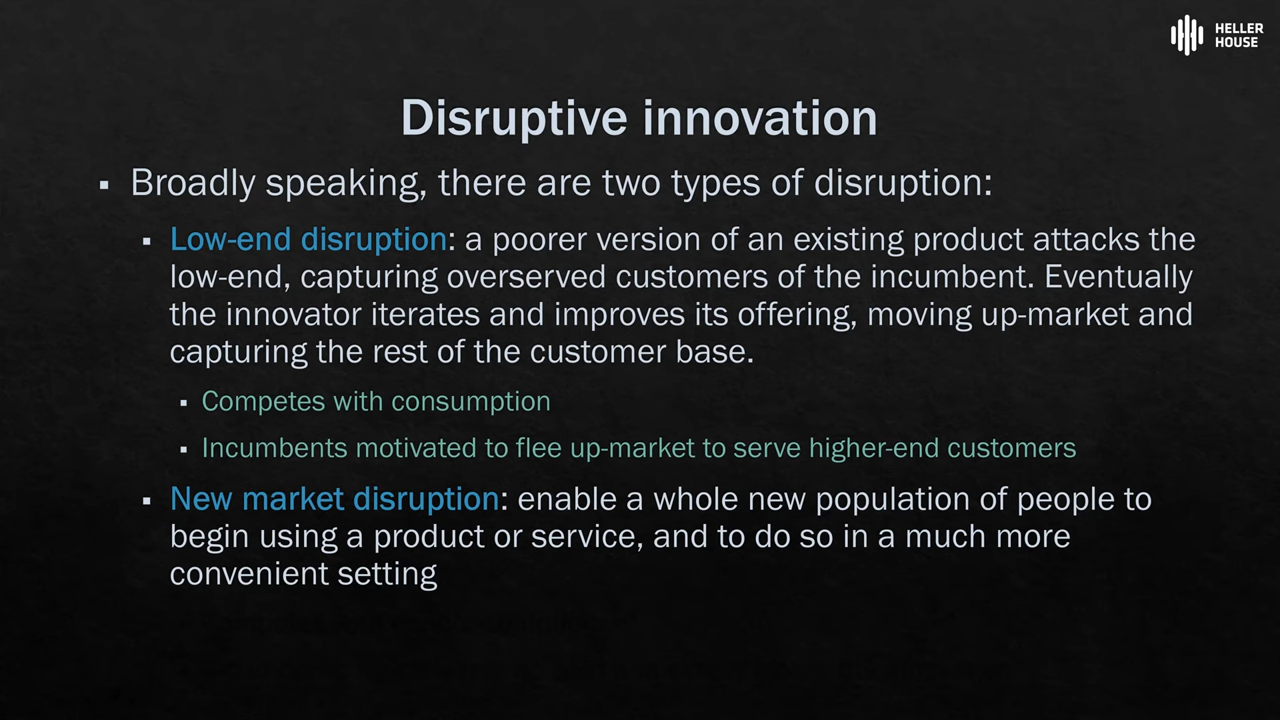 HELLER
HOUSE
Disruptive innovation
▪ Broadly speaking, there are two types of disruption:
▪ Low-end disruption: a poorer version of an existing product attacks the
low-end, capturing overserved customers of the incumbent. Eventually
the innovator iterates and improves its offering, moving up-market and
capturing the rest of the customer base.
▪ Competes with consumption
▪ Incumbents motivated to flee up-market to serve higher-end customers
▪ New market disruption: enable a whole new population of people to
begin using a product or service, and to do so in a much more
convenient setting